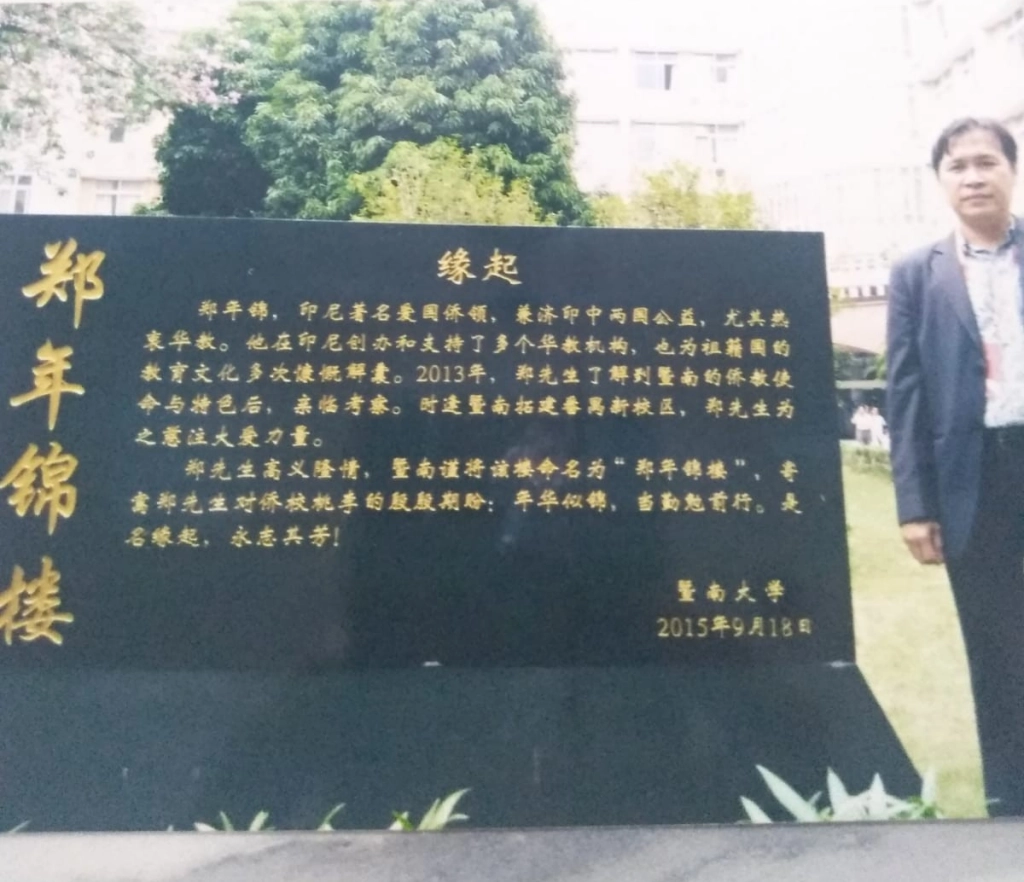 郑年锦楼
缘起
郑年锦，印尼著名爱国侨领，兼济印中两国公益，尤其热
衷华教。他在印尼创办和支持了多个华教机构，也为祖籍国的
教育文化多次慷慨解囊。2013年，郑先生了解到暨南的侨教使
命与特色后，亲临考察。时逢暨南拓建番禺新校区，郑先生为
之慈注大爱力量。
郑先生高义隆情，暨南谨将该楼命名为“郑年锦楼”，寄
寓郑先生对侨校桃李的殷殷期盼：年华似锦，当勤勉前行。是
名缘起，永志其芳！
暨南大学
2015年9月18日